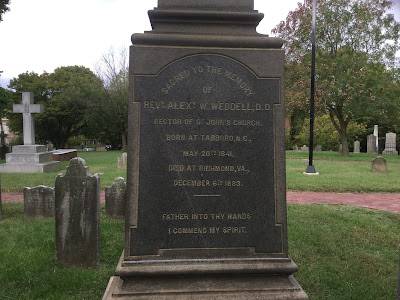 SACRED TO THE MEMORY
OF
REV. ALEX. W. WEDDELL, D.D.
RECTOR OF ST JOHN'S CHURCH.
BORN AT TARBORO, N.C.,
MAY 20TH 1841,
DIED AT RICHMOND, VA.,
DECEMBER 6TH 1883.
FATHER INTO THY HANDS
I COMMEND MY SPIRIT.